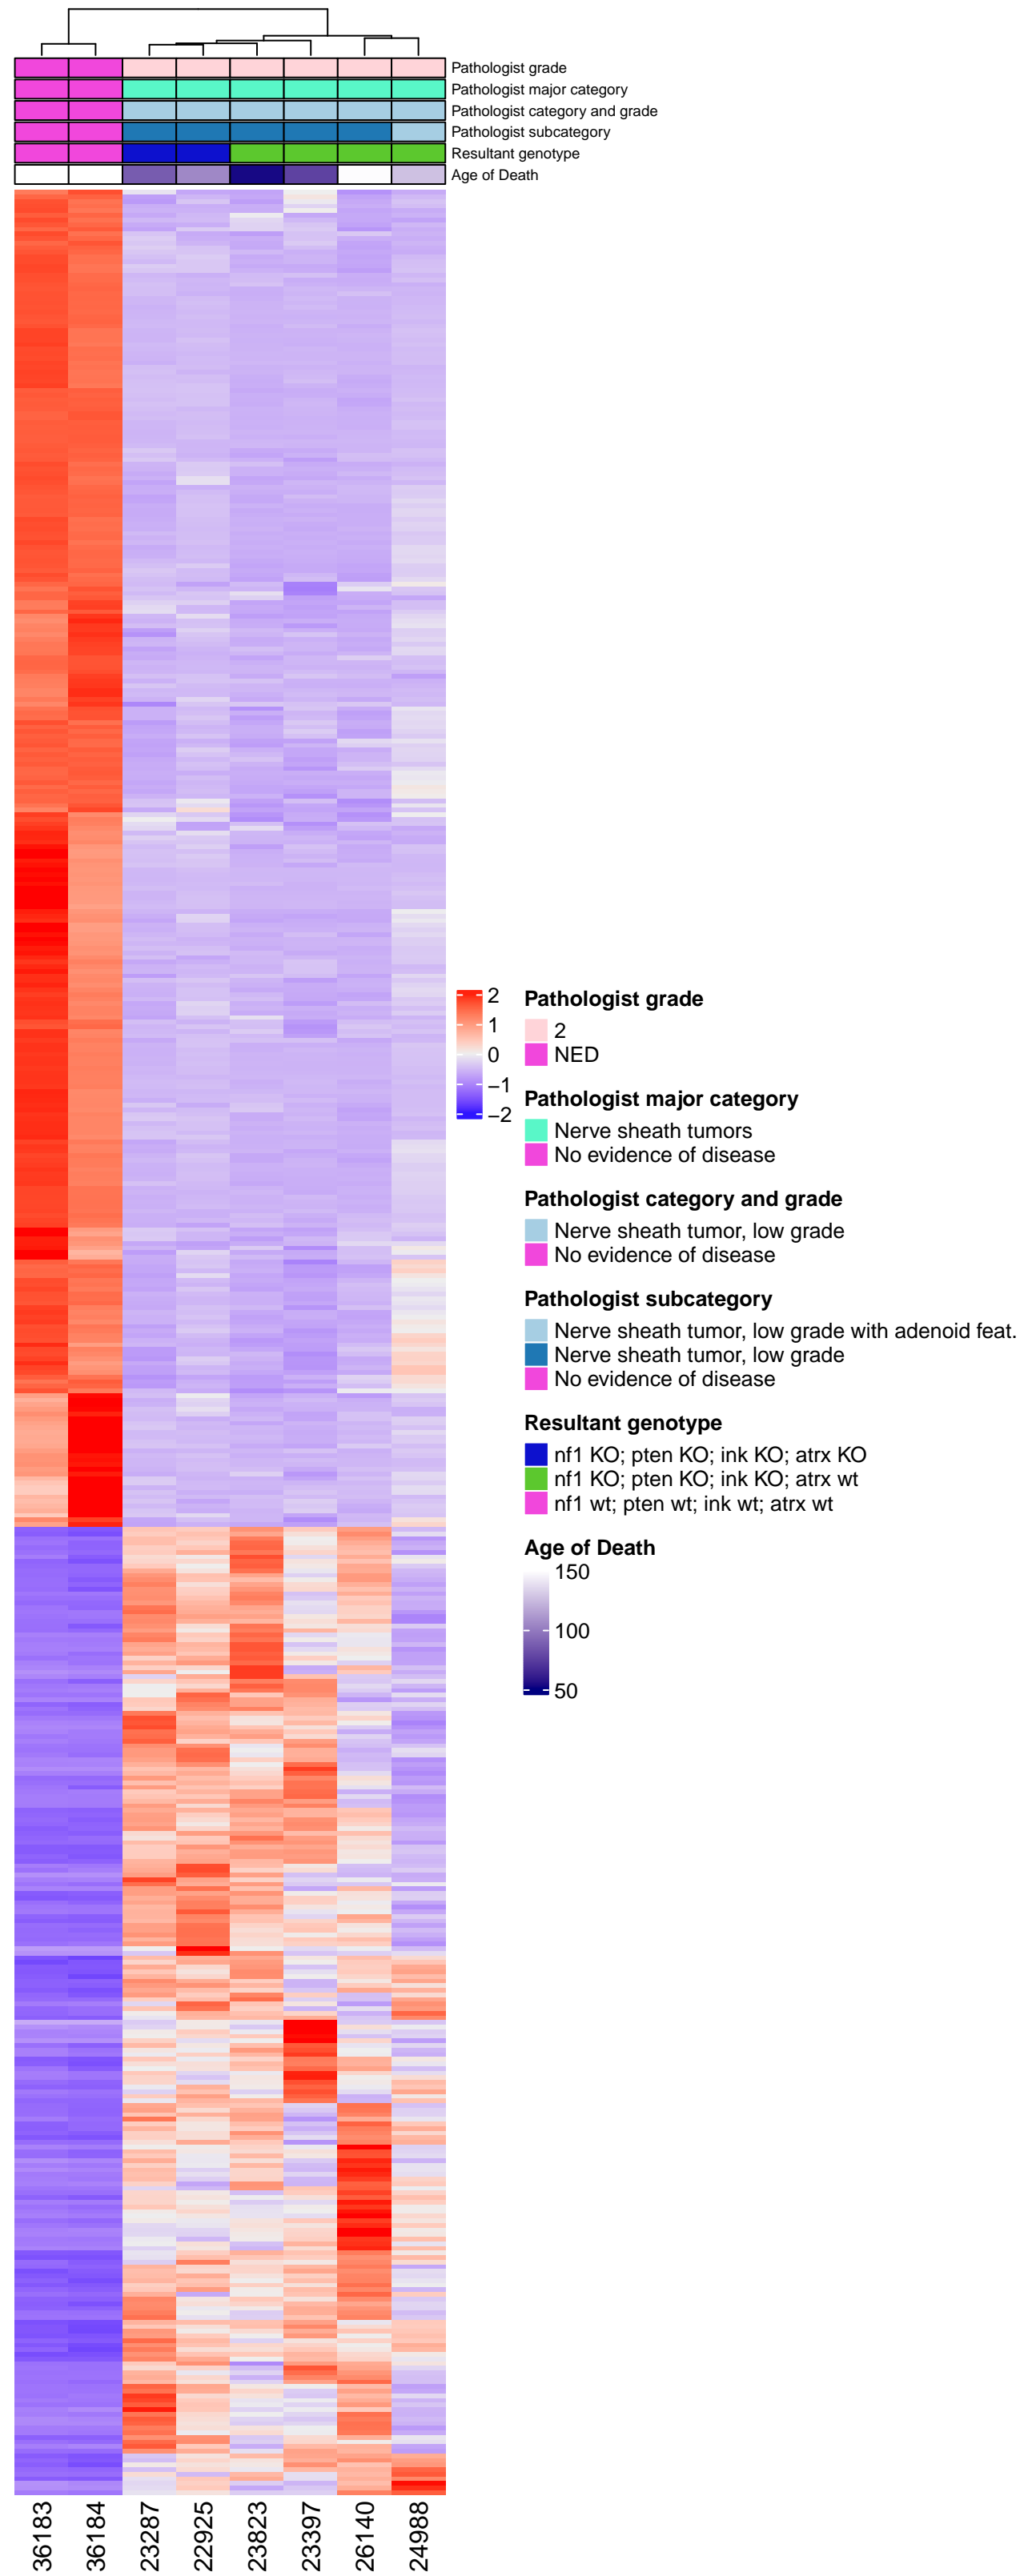 Pathologist grade
Pathologist major category
Pathologist category and grade
Pathologist subcategory
Resultant genotype
Age of Death
2
1
0
−1
−2
Pathologist grade
2
NED
Pathologist major category
Nerve sheath tumors
No evidence of disease
Pathologist category and grade
Nerve sheath tumor, low grade
No evidence of disease
Pathologist subcategory
Nerve sheath tumor, low grade with adenoid feat.
Nerve sheath tumor, low grade
No evidence of disease
Resultant genotype
nf1 KO; pten KO; ink KO; atrx KO
nf1 KO; pten KO; ink KO; atrx wt
nf1 wt; pten wt; ink wt; atrx wt
Age of Death
150
100
50
36183
36184
23287
22925
23823
23397
26140
24988